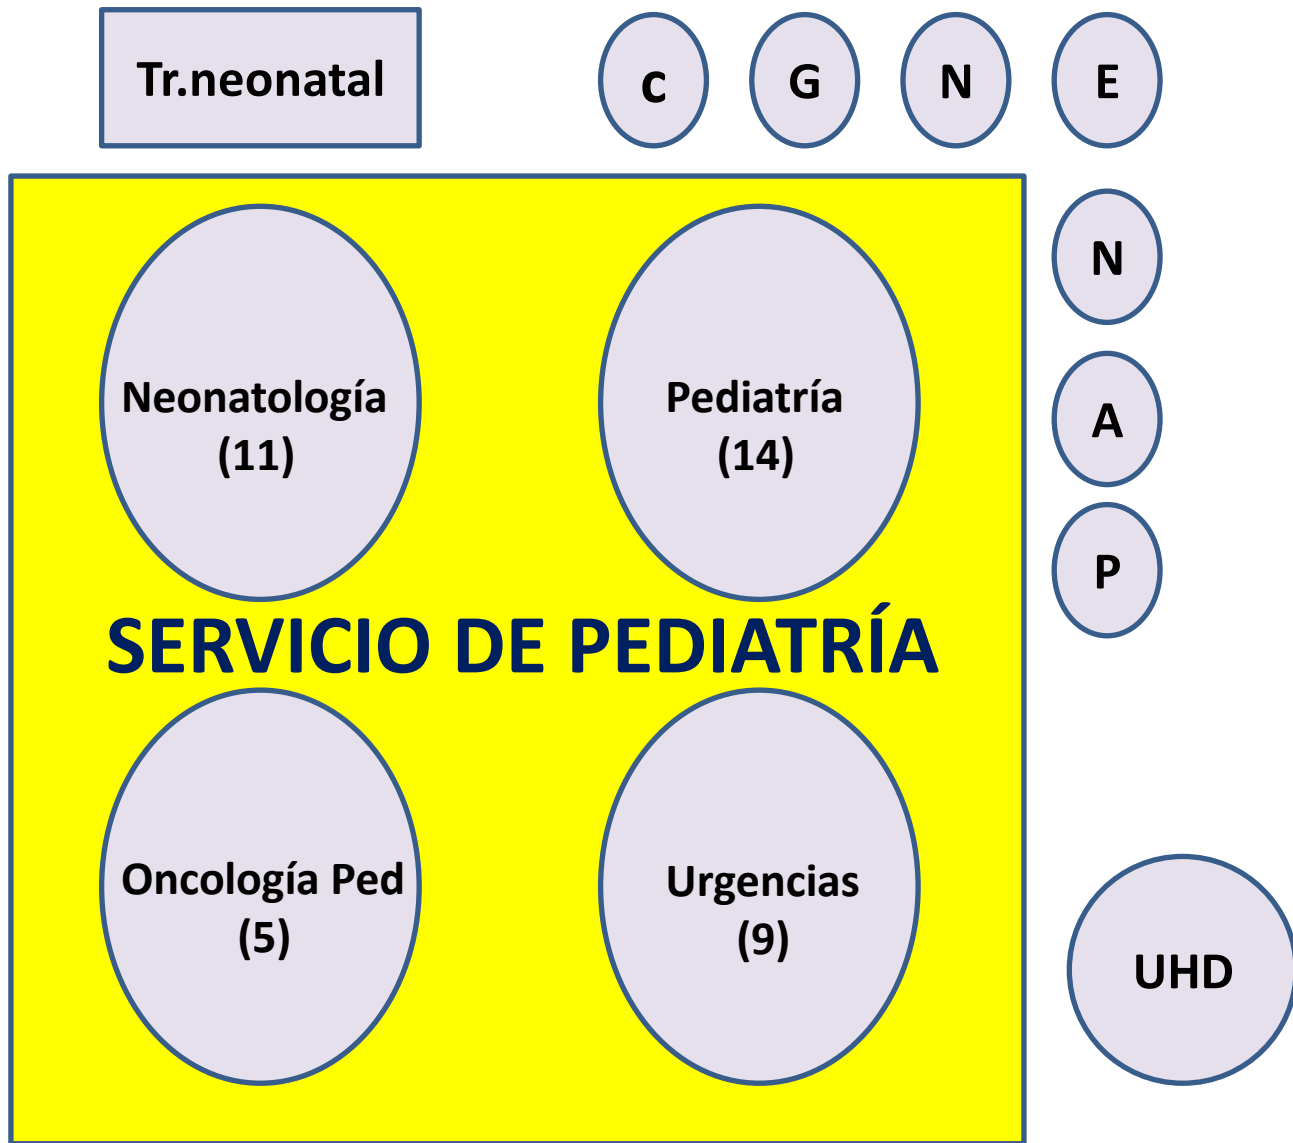 Tr.neonatal
c
G
N
E
N
A
P
Neonatología
(11)
Pediatría
(14)
SERVICIO DE PEDIATRÍA
Oncología Ped
(5)
Urgencias
(9)
UHD